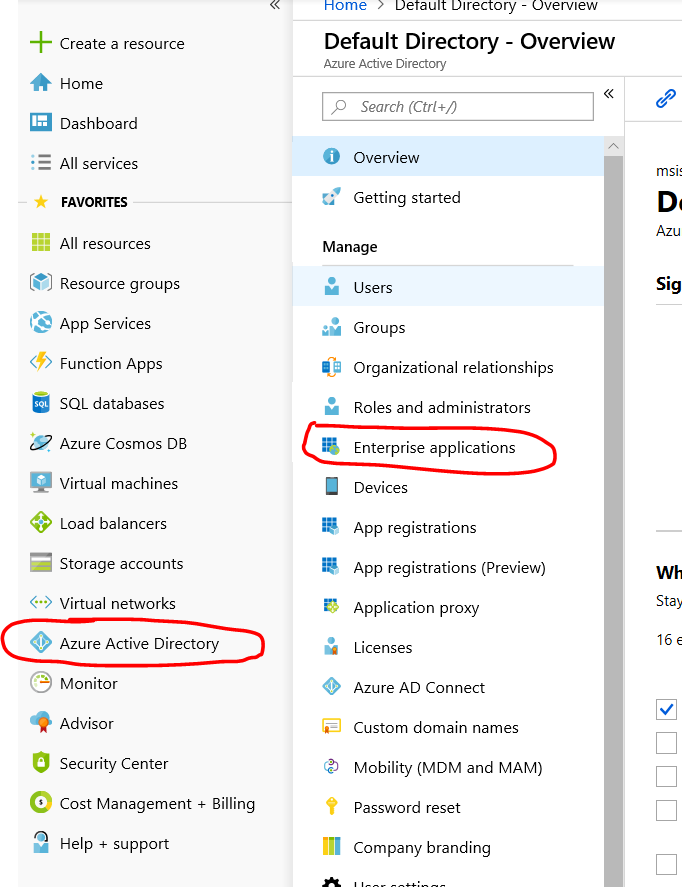 Create a resource
Home
Dashboard
All services
FAVORITES
All resources
Resource groups
App Services
Function Apps
SQL databases
Azure Cosmos DB
Virtual machines
Load balancers
Storage accounts
Virtual networks
Azure Active Directory
Monitor
Advisor
Security Center
Cost Management + Billing
Help + support
Home > Default Directory - Overview
Default Directory - Overview
Azure Active Directory
Search (Ctrl+/)
Overview
Getting started
Manage
Users
Groups
Organizational relationships
Roles and administrators
Enterprise applications
Devices
App registrations
App registrations (Preview)
Application proxy
Licenses
Azure AD Connect
Custom domain names
Mobility (MDM and MAM)
Password reset
Company branding
User settings
msis
De
Azu
Sig
Wh
Stay
16 e